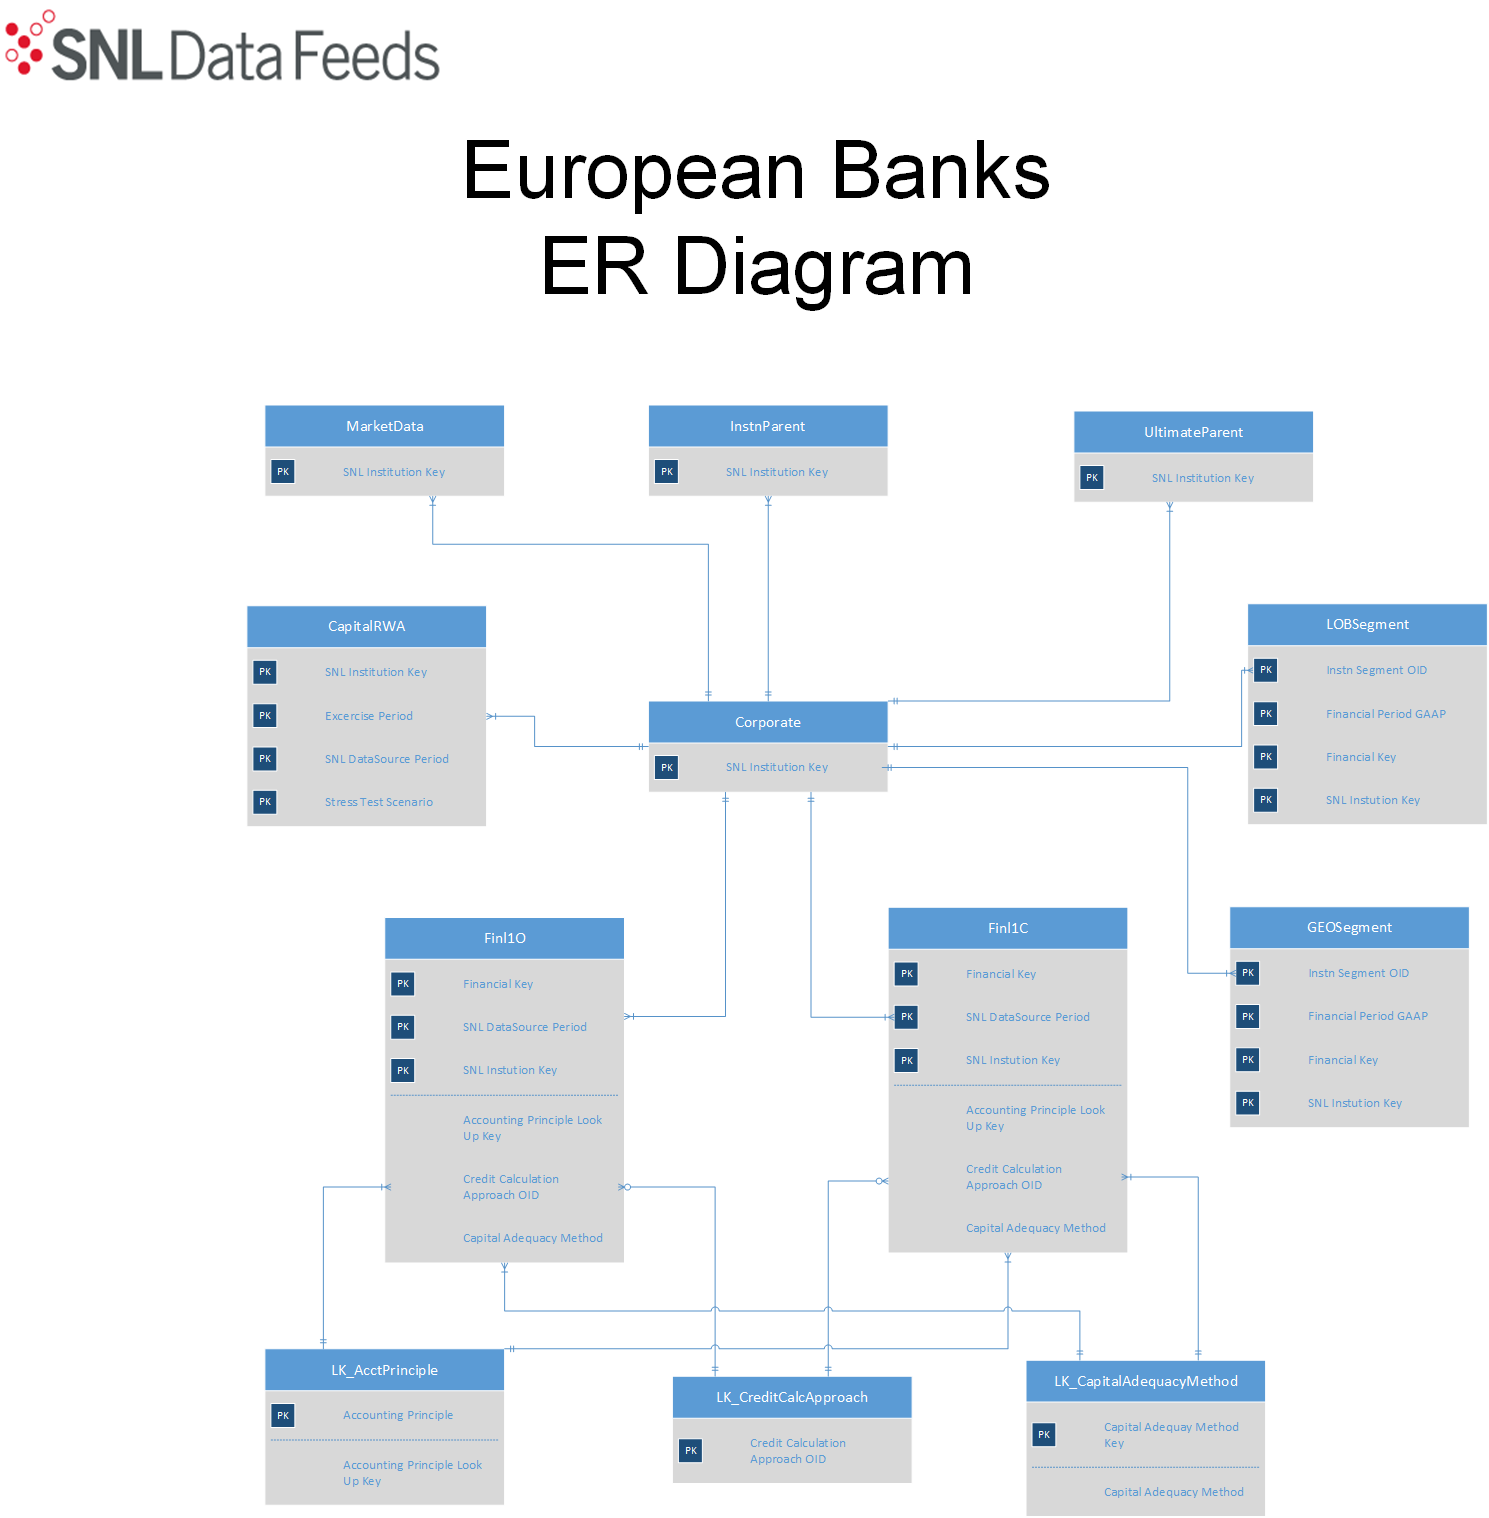 SNL Data Feeds
European Banks
ER Diagram
MarketData
PK SNL Institution Key
InstnParent
PK SNL Institution Key
UltimateParent
PK SNL Institution Key
CapitalRWA
PK SNL Institution Key
PK Excercise Period
PK SNL DataSource Period
PK Stress Test Scenario
Corporate
PK SNL Institution Key
LOBSegment
PK Instn Segment OID
PK Financial Period GAAP
PK Financial Key
PK SNL Instution Key
Finl1O
PK Financial Key
PK SNL DataSource Period
PK SNL Instution Key
Accounting Principle Look
Up Key
Credit Calculation
Approach OID
Capital Adequacy Method
Finl1C
PK Financial Key
PK SNL DataSource Period
PK SNL Instution Key
Accounting Principle Look
Up Key
Credit Calculation
Approach OID
Capital Adequacy Method
GEOSegment
PK Instn Segment OID
PK Financial Period GAAP
PK Financial Key
PK SNL Instution Key
LK_AcctPrinciple
PK Accounting Principle
Accounting Principle Look
Up Key
LK_CreditCalcApproach
PK Credit Calculation
Approach OID
LK_CapitalAdequacyMethod
PK Capital Adequay Method
Key
Capital Adequacy Method